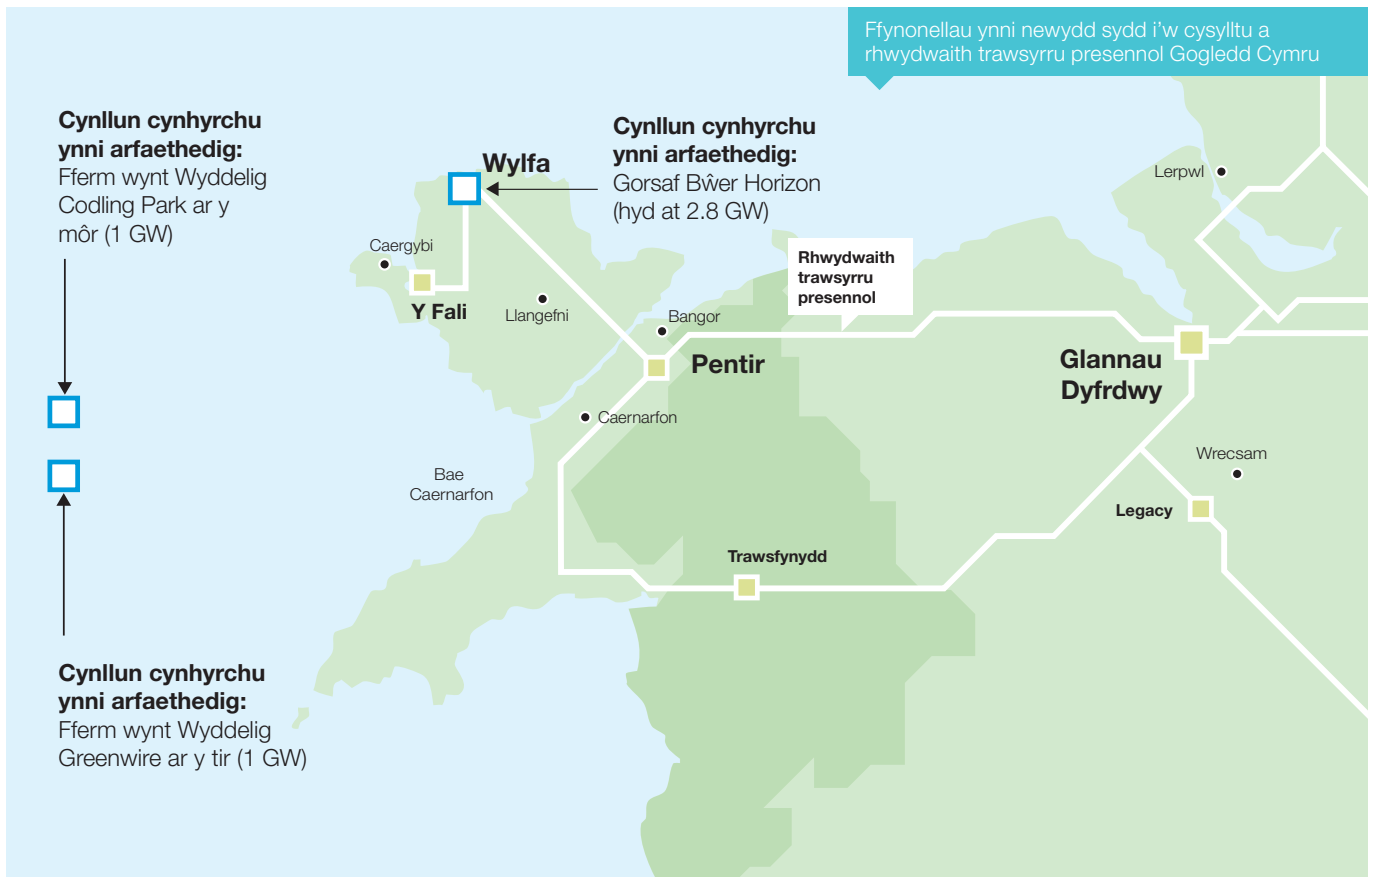 Ffynonellau ynni newydd sydd i'w cysylltu a
rhwydwaith trawsyrru presennol Gogledd Cymru
Cynllun cynhyrchu
ynni arfaethedig:
Fferm wynt Wyddelig
Codling Park ar y
môr (1 GW)
Wylfa
Cynllun cynhyrchu
ynni arfaethedig:
Gorsaf Bŵer Horizon
(hyd at 2.8 GW)
Lerpwl
Caergybi
Y Fali
Llangefni
Bangor
Rhwydwaith
trawsyrru
presennol
Pentir
Glannau
Dyfrdwy
Caernarfon
Bae
Caernarfon
Wrecsam
Legacy
Trawsfynydd
Cynllun cynhyrchu
ynni arfaethedig:
Fferm wynt Wyddelig
Greenwire ar y tir (1 GW)